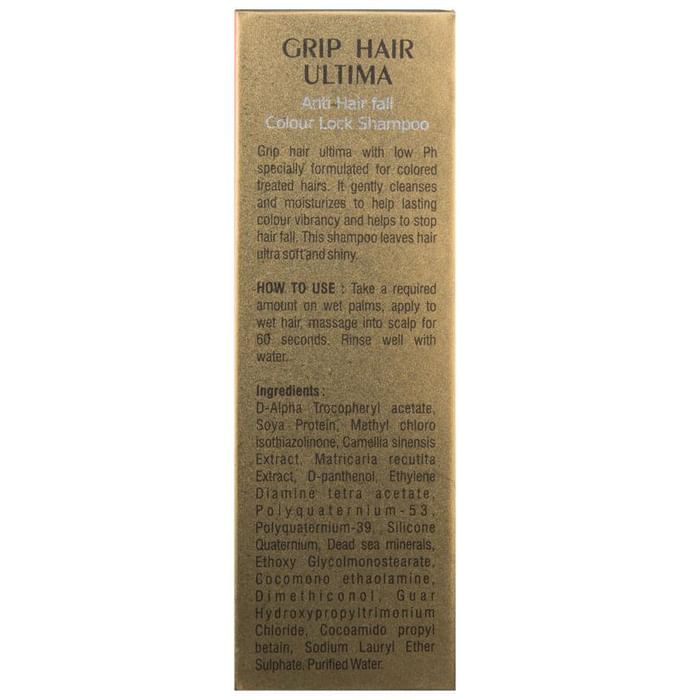 GRIP HAIR
ULTIMA
Anti Hair fall
Colour Lock Shampoo
Grip hair ultima with low Ph
specially formulated for colored
treated hairs. It gently cleanses
and moisturizes to help lasting
colour vibrancy and helps to stop
hair fall. This shampoo leaves hair
ultra soft and shiny.
HOW TO USE : Take a required
amount on wet palms, apply to
wet hair, massage into scalp for
60 seconds. Rinse well with
water.
Ingredients :
D-Alpha Trocopheryl acetate,
Soya Protein, Methyl chloro
isothiazolinone, Camellia sinensis
Extract, Matricaria recutita
Extract, D-panthenol, Ethylene
Diamine tetra acetate,
Polyquaternium-53,
Polyquaternium-39, Silicone
Quaternium, Dead sea minerals,
Ethoxy Glycolmonostearate,
Cocomono ethaolamine,
Dimethiconol, Guar
Hydroxypropyltrimonium
Chloride, Cocoamido propyl
betain, Sodium Lauryl Ether
Sulphate, Purified Water.